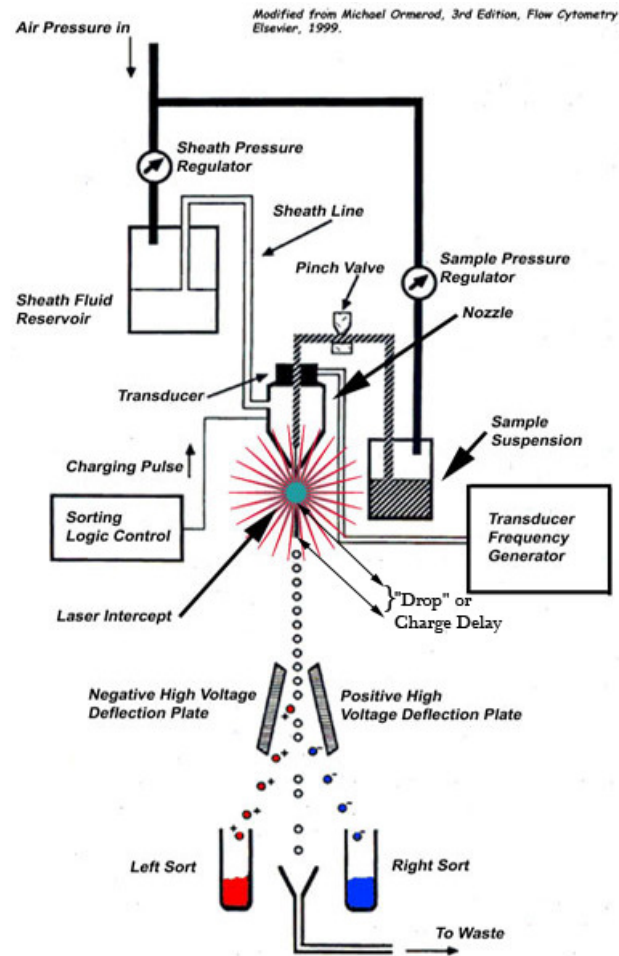 Modified from Michael Ormerod, 3rd Edition, Flow Cytometry
Elsevier, 1999.
Air Pressure in
Sheath Pressure
Regulator
Sheath Line
Pinch Valve
Sample Pressure
Regulator
Sheath Fluid
Reservoir
Nozzle
Transducer
Sample
Suspension
Charging Pulse
Sorting
Logic Control
Transducer
Frequency
Generator
Laser Intercept
}"Drop" or
Charge Delay
Negative High Voltage
Deflection Plate
Positive High
Voltage Deflection Plate
+
+ -
+ -
+ -
+ -
Left Sort
Right Sort
To Waste